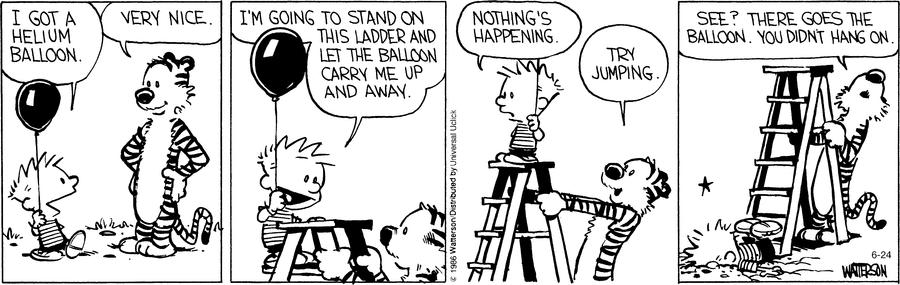 I GOT A
HELIUM
BALLOON.
VERY NICE.
I'M GOING TO STAND ON
THIS LADDER AND
LET THE BALLOON
CARRY ME UP
AND AWAY.
© 1986 Watterson/Distributed by Universal Uclick
NOTHING'S
HAPPENING.
TRY
JUMPING.
SEE? THERE GOES THE
BALLOON. YOU DIDN'T HANG ON.
6-24
WATTERSON